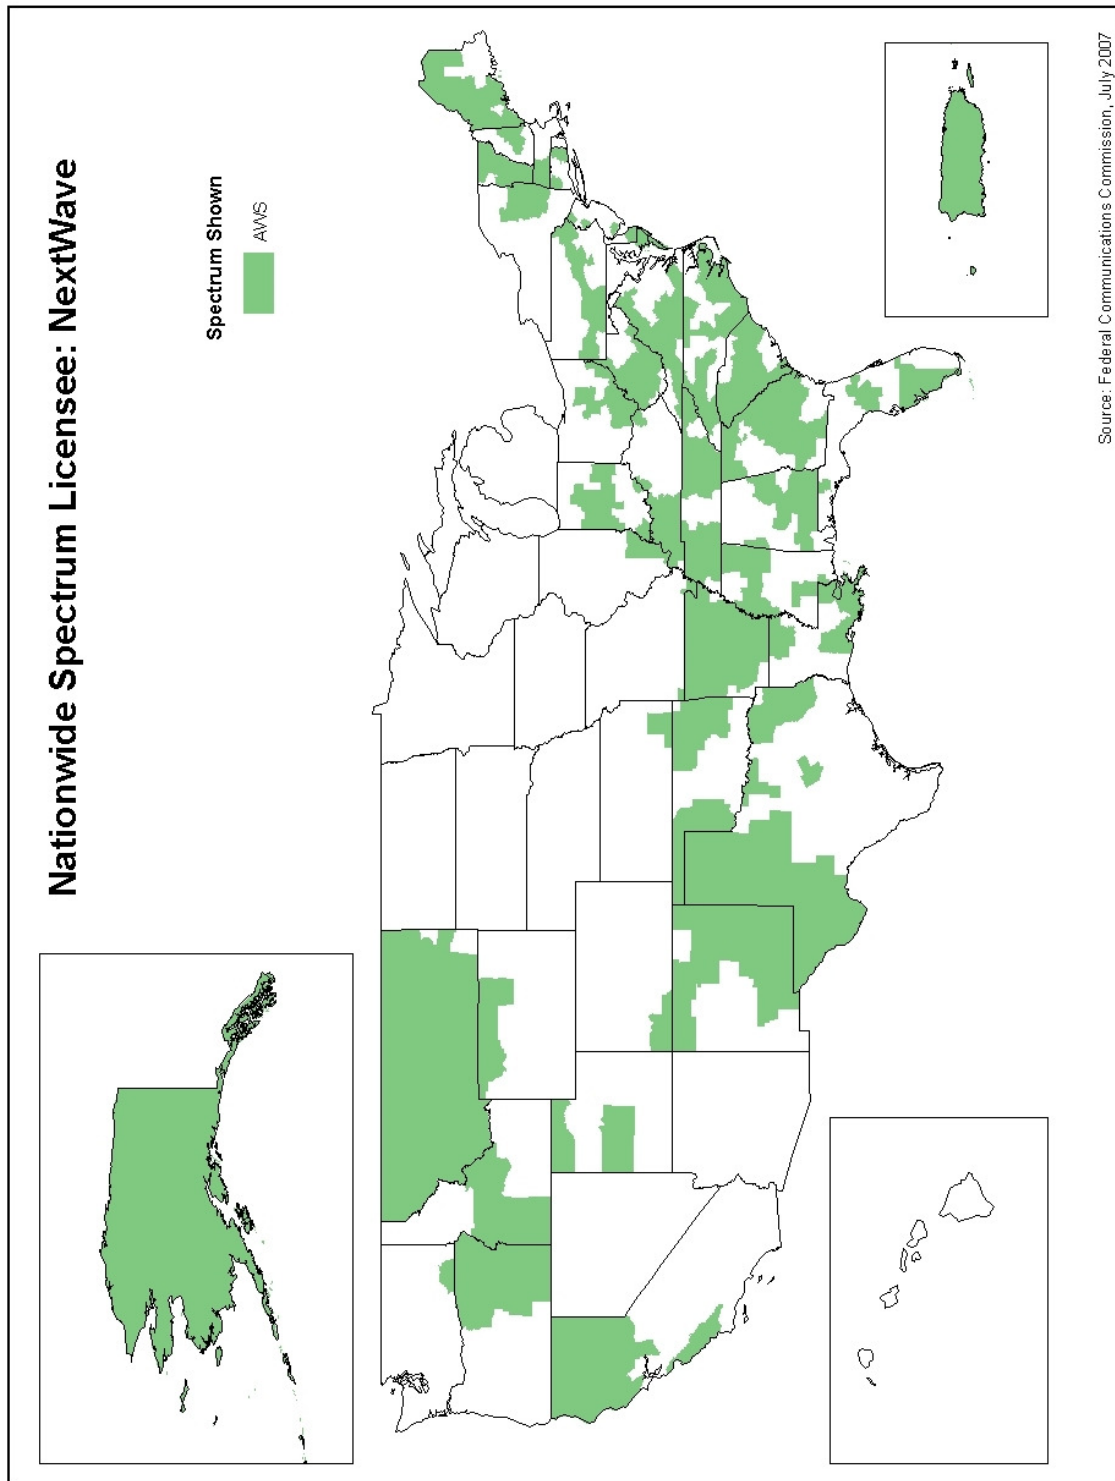 Nationwide Spectrum Licensee: NextWave
Spectrum Shown
AWS
Source: Federal Communications Commission, July 2007